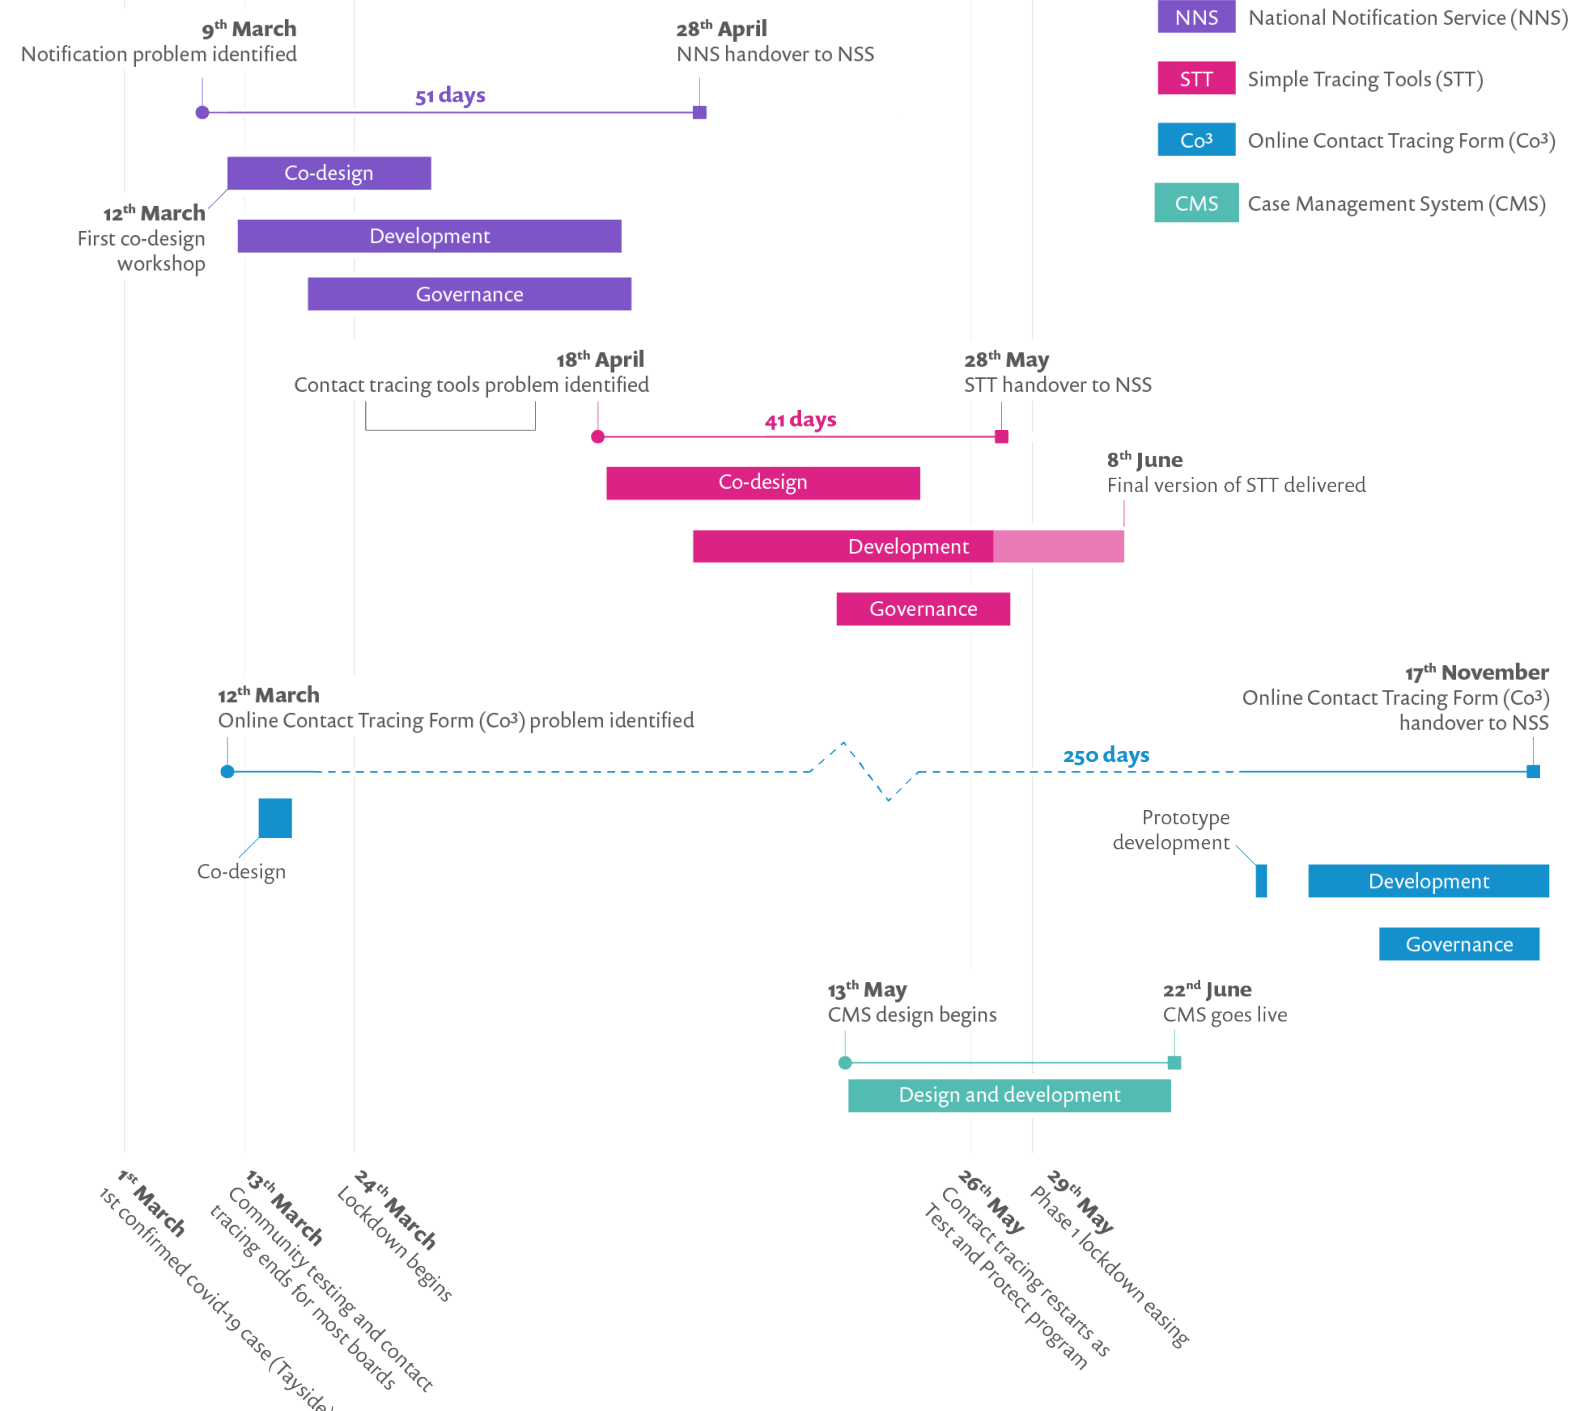 9th March
Notification problem identified
28th April
NNS handover to NSS
NNS National Notification Service (NNS)
STT Simple Tracing Tools (STT)
Co³ Online Contact Tracing Form (Co³)
CMS Case Management System (CMS)
51 days
Co-design
12th March
First co-design
workshop
Development
Governance
18th April
Contact tracing tools problem identified
28th May
STT handover to NSS
41 days
8th June
Final version of STT delivered
Co-design
Development
Governance
12th March
Online Contact Tracing Form (Co³) problem identified
17th November
Online Contact Tracing Form (Co³)
handover to NSS
250 days
Co-design
Prototype
development
Development
Governance
13th May
CMS design begins
22nd June
CMS goes live
Design and development
1st March
1st confirmed covid-19 case (Tayside)
13th March
Community testing and contact
tracing ends for most boards
24th March
Lockdown begins
26th May
Contact tracing restarts as
Test and Protect program
29th May
Phase 1 lockdown easing